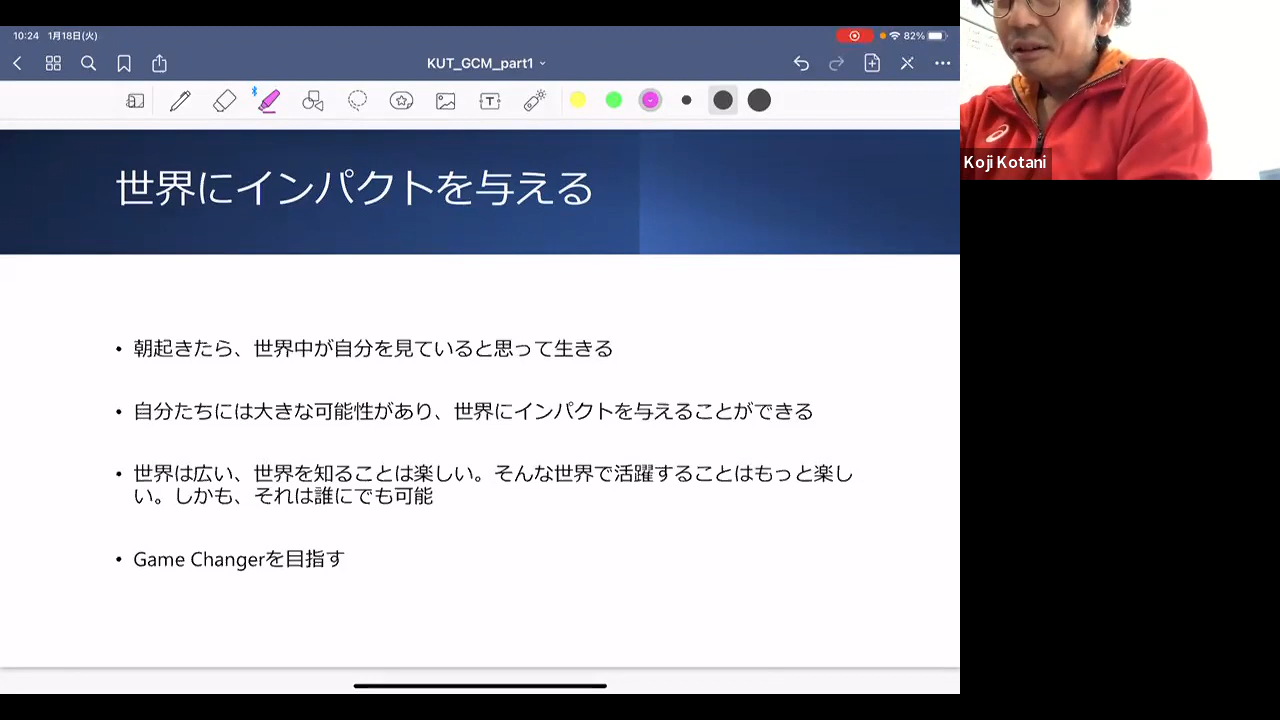 10:24 1月18日(火)
82%
KUT_GCM_part1
世界にインパクトを与える
• 朝起きたら、世界中が自分を見ていると思って生きる
• 自分たちには大きな可能性があり、世界にインパクトを与えることができる
• 世界は広い、世界を知ることは楽しい。そんな世界で活躍することはもっと楽し
い。しかも、それは誰にでも可能
• Game Changerを目指す
Koji Kotani